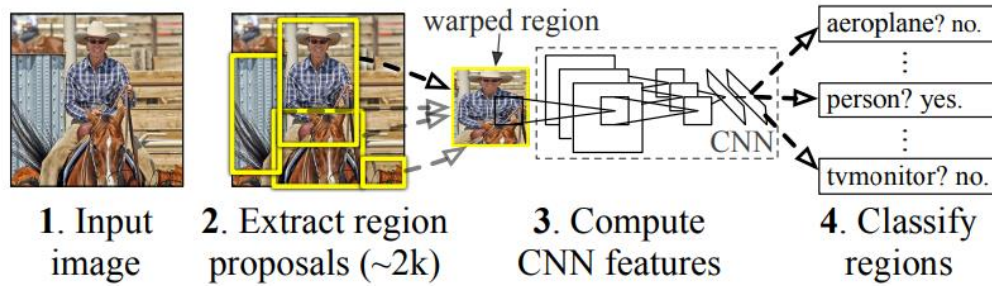 warped region
aeroplane? no.
person? yes.
CNN
tvmonitor? no.
1. Input
image
2. Extract region
proposals (~2k)
3. Compute
CNN features
4. Classify
regions